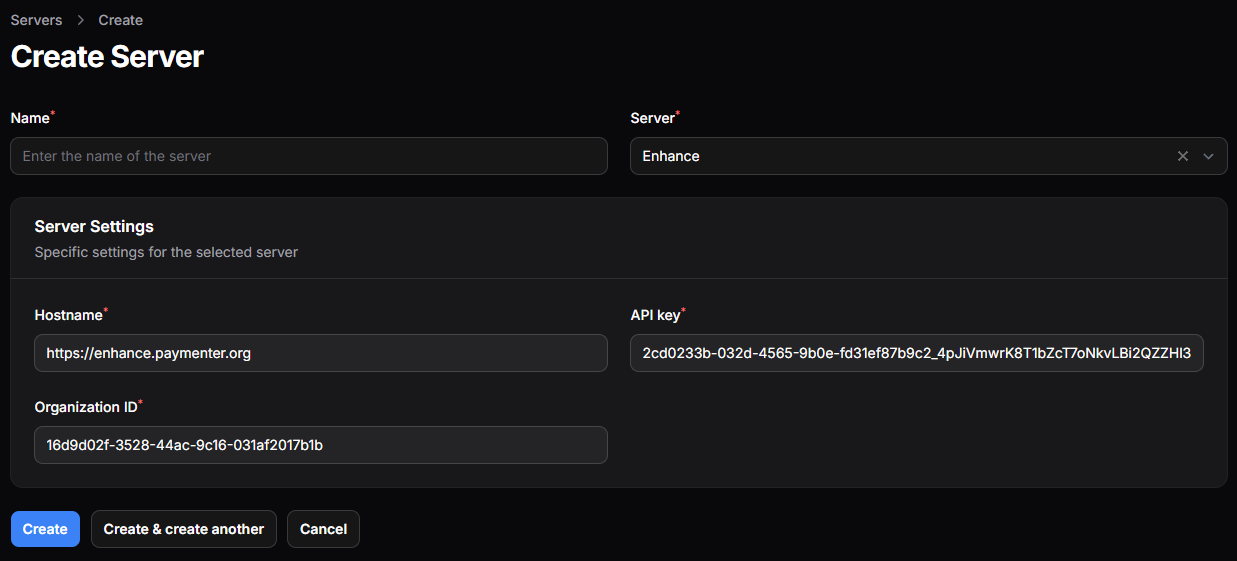 Servers > Create
Create Server
Name* Server*
Enter the name of the server Enhance
Server Settings
Specific settings for the selected server
Hostname* API key*
https://enhance.paymenter.org 2cd0233b-032d-4565-9b0e-fd31ef87b9c2_4pJiVmwrK8T1bZcT7oNkvLBi2QZZHI3
Organization ID*
16d9d02f-3528-44ac-9c16-031af2017b1b
Create Create & create another Cancel